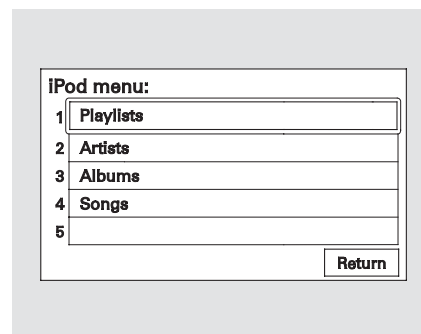 iPod menu:
1 Playlists
2 Artists
3 Albums
4 Songs
5
Return